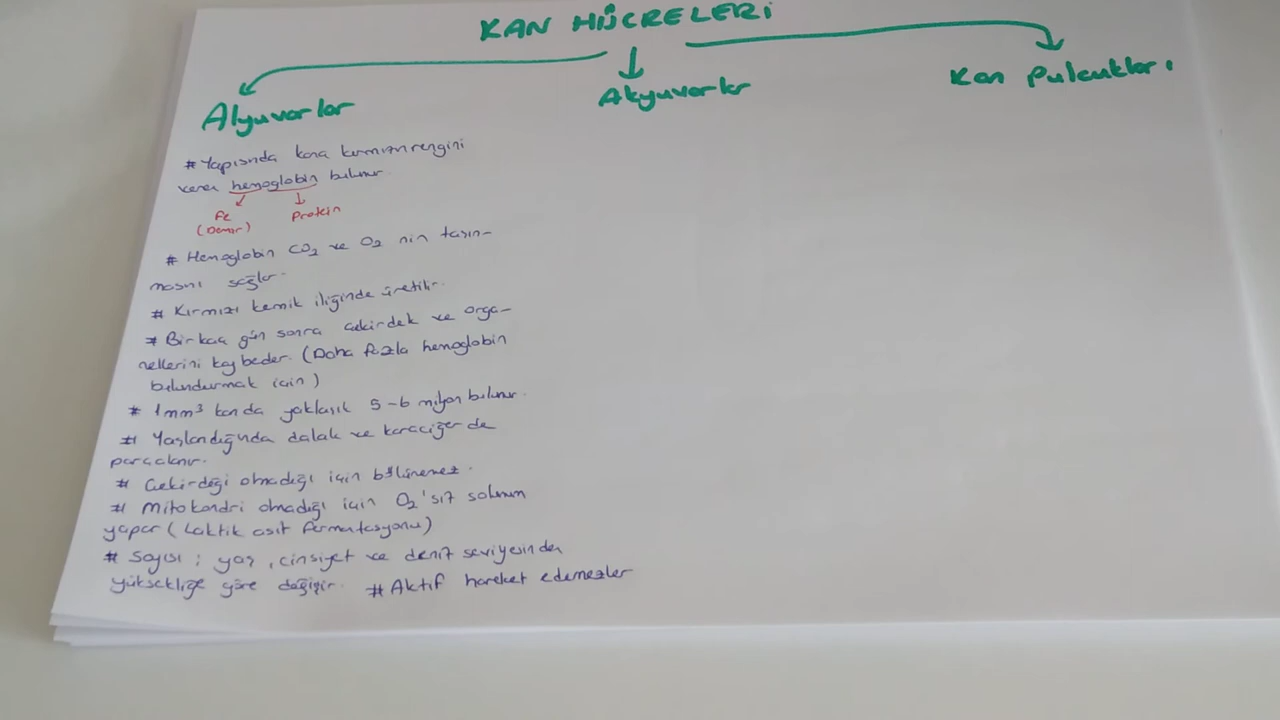 KAN HÜCRELERİ
Alyuvarlar
Akyuvarlar
Kan Pulcukları
# Yapısında kana kırmızı rengini
veren hemoglobin bulunur.
Fe
(Demir)
Protein
# Hemoglobin CO2 ve O2 nin taşın-
masını sağlar.
# Kırmızı kemik iliğinde üretilir.
# Birkaç gün sonra çekirdek ve orga-
nellerini kaybeder. (Daha fazla hemoglobin
bulundurmak için)
# 1mm³ kanda yaklaşık 5-6 milyon bulunur.
# Yaşlandığında dalak ve karaciğer de
parçalanır.
# Çekirdeği olmadığı için bölünemez.
# Mitokondri olmadığı için O2'siz solunum
yapar (Laktik asit fermantasyonu)
# Sayısı; yaş, cinsiyet ve deniz seviyesinden
yüksekliğe göre değişir. # Aktif hareket edemezler